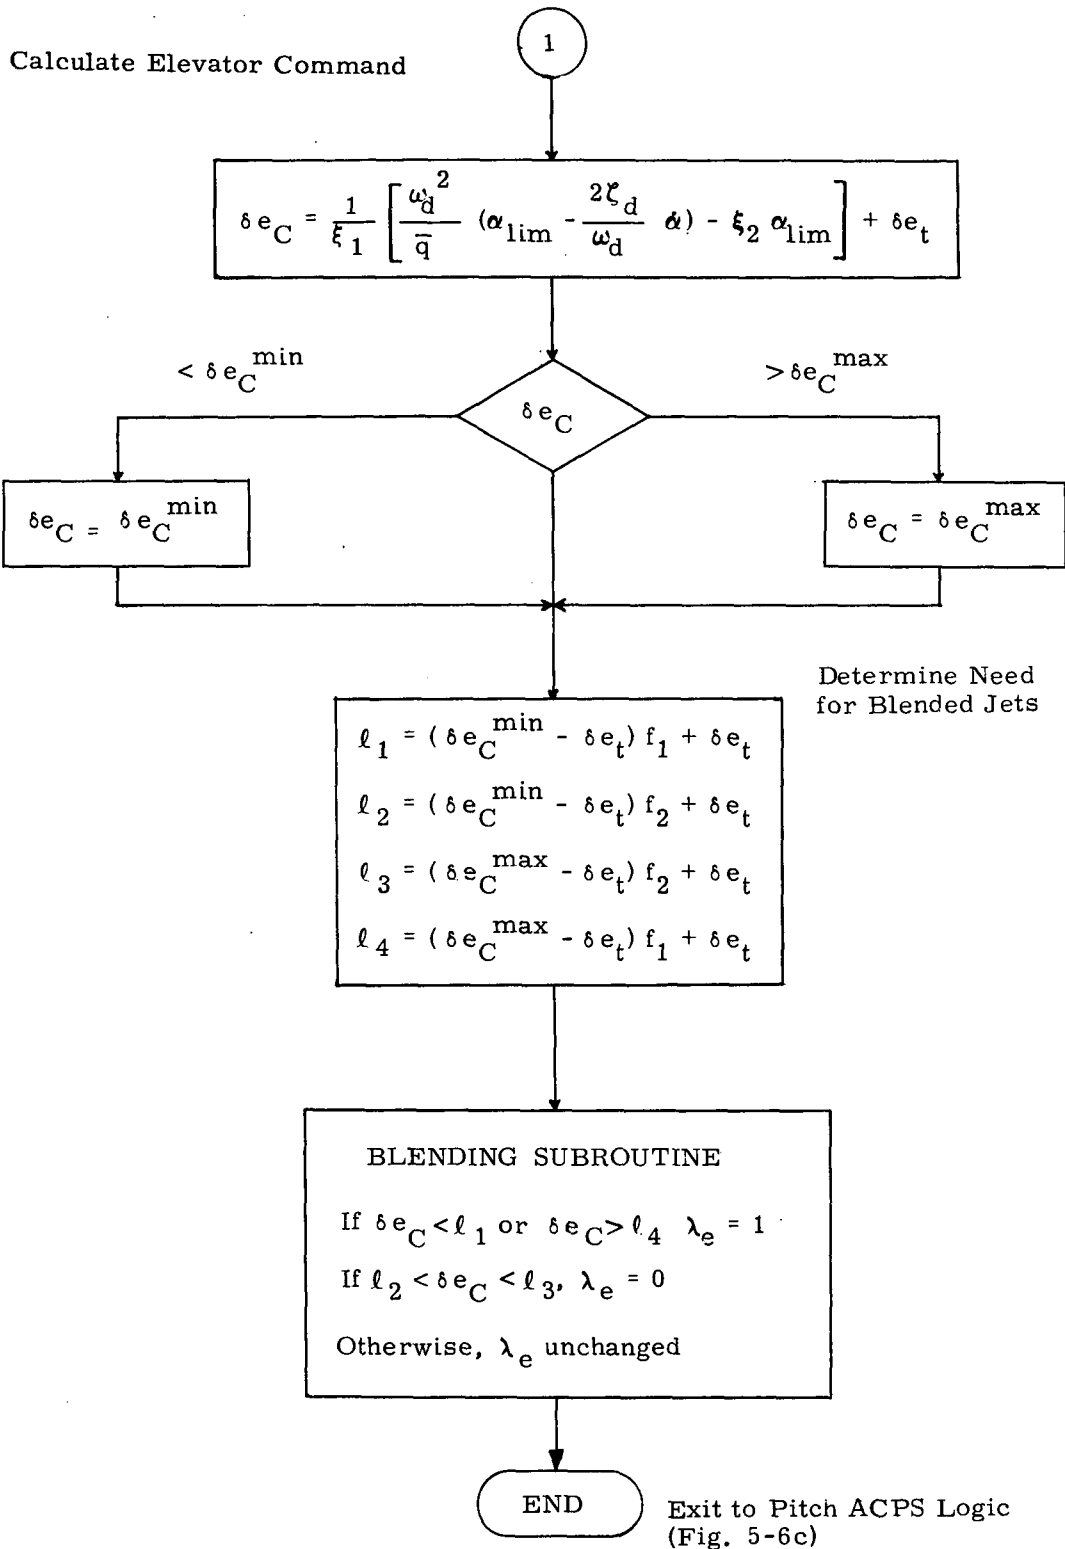 1
Calculate Elevator Command
δe_C = 1/ξ_1 [ ω_d^2/q̄ (α_lim - 2ζ_d/ω_d α̇) - ξ_2 α_lim ] + δe_t
< δe_C^min
> δe_C^max
δe_C
δe_C = δe_C^min
δe_C = δe_C^max
Determine Need
for Blended Jets
ℓ_1 = (δe_C^min - δe_t) f_1 + δe_t
ℓ_2 = (δe_C^min - δe_t) f_2 + δe_t
ℓ_3 = (δe_C^max - δe_t) f_2 + δe_t
ℓ_4 = (δe_C^max - δe_t) f_1 + δe_t
BLENDING SUBROUTINE
If δe_C < ℓ_1 or δe_C > ℓ_4 λ_e = 1
If ℓ_2 < δe_C < ℓ_3, λ_e = 0
Otherwise, λ_e unchanged
END
Exit to Pitch ACPS Logic
(Fig. 5-6c)